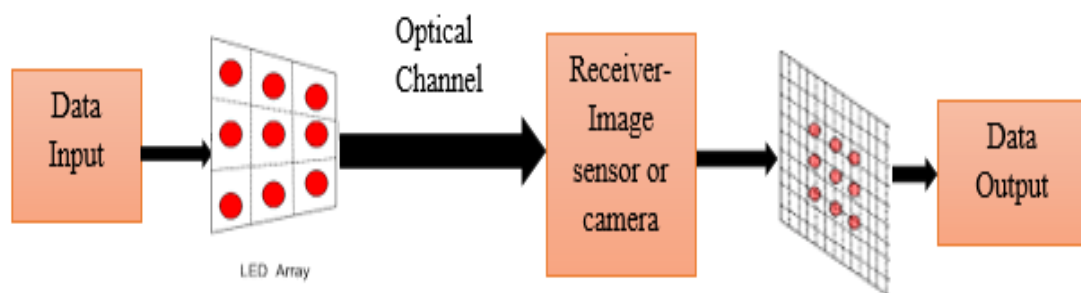 Data
Input
LED Array
Optical
Channel
Receiver-
Image
sensor or
camera
Data
Output